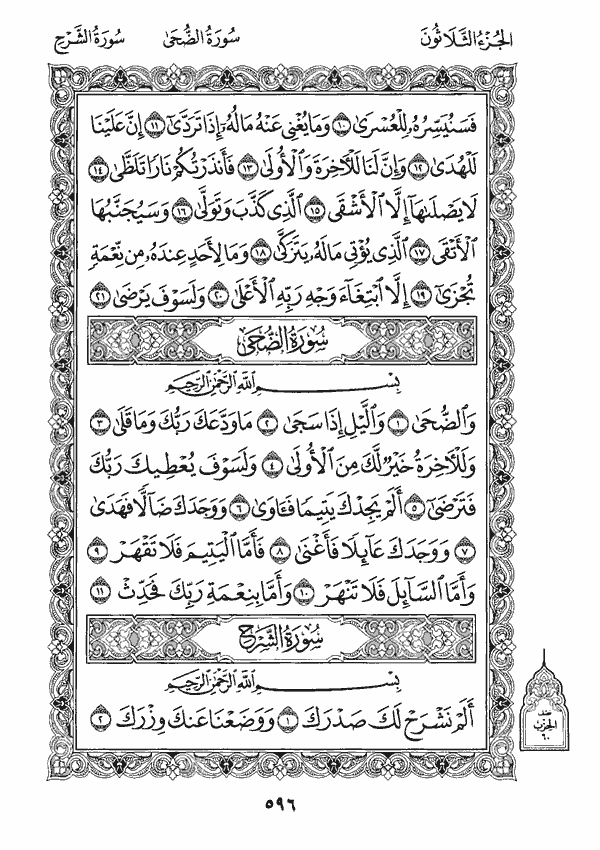 الجُزْءُ الثَّلَاثُونَ سُورَةُ الضُّحَىٰ سُورَةُ الشَّرْحِ
فَسَنُيَسِّرُهُۥ لِلْعُسْرَىٰ ١٠ وَمَا يُغْنِى عَنْهُ مَالُهُۥٓ إِذَا تَرَدَّىٰٓ ١١ إِنَّ عَلَيْنَا
لَلْهُدَىٰ ١٢ وَإِنَّ لَنَا لَلْءَاخِرَةَ وَٱلْأُولَىٰ ١٣ فَأَنذَرْتُكُمْ نَارًا تَلَظَّىٰ ١٤
لَا يَصْلَىٰهَآ إِلَّا ٱلْأَشْقَى ١٥ ٱلَّذِى كَذَّبَ وَتَوَلَّىٰ ١٦ وَسَيُجَنَّبُهَا
ٱلْأَتْقَى ١٧ ٱلَّذِى يُؤْتِى مَالَهُۥ يَتَزَكَّىٰ ١٨ وَمَا لِأَحَدٍ عِندَهُۥ مِن نِّعْمَةٍ
تُجْزَىٰٓ ١٩ إِلَّا ٱبْتِغَآءَ وَجْهِ رَبِّهِ ٱلْأَعْلَىٰ ٢٠ وَلَسَوْفَ يَرْضَىٰ ٢١
سُورَةُ الضُّحَىٰ
بِسْمِ ٱللَّهِ ٱلرَّحْمَٰنِ ٱلرَّحِيمِ
وَٱلضُّحَىٰ ١ وَٱلَّيْلِ إِذَا سَجَىٰ ٢ مَا وَدَّعَكَ رَبُّكَ وَمَا قَلَىٰ ٣
وَلَلْءَاخِرَةُ خَيْرٌ لَّكَ مِنَ ٱلْأُولَىٰ ٤ وَلَسَوْفَ يُعْطِيكَ رَبُّكَ
فَتَرْضَىٰٓ ٥ أَلَمْ يَجِدْكَ يَتِيمًا فَـَٔاوَىٰ ٦ وَوَجَدَكَ ضَآلًّا فَهَدَىٰ
٧ وَوَجَدَكَ عَآئِلًا فَأَغْنَىٰ ٨ فَأَمَّا ٱلْيَتِيمَ فَلَا تَقْهَرْ ٩
وَأَمَّا ٱلسَّآئِلَ فَلَا تَنْهَرْ ١٠ وَأَمَّا بِنِعْمَةِ رَبِّكَ فَحَدِّثْ ١١
سُورَةُ الشَّرْحِ
بِسْمِ ٱللَّهِ ٱلرَّحْمَٰنِ ٱلرَّحِيمِ
أَلَمْ نَشْرَحْ لَكَ صَدْرَكَ ١ وَوَضَعْنَا عَنكَ وِزْرَكَ ٢
نصف
الحزب
٦٠
٥٩٦